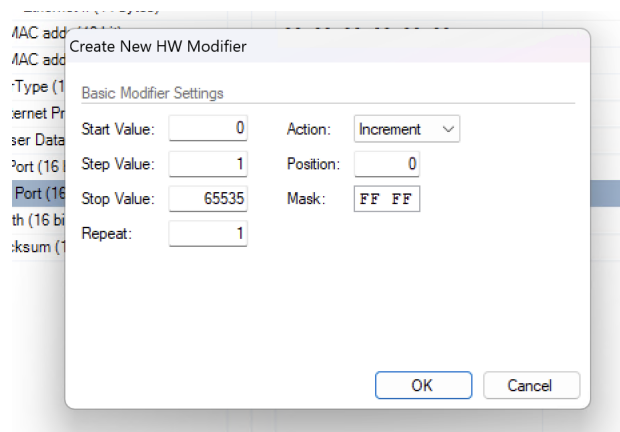 MAC add
Create New HW Modifier
MAC add
Type (1
Basic Modifier Settings
ternet Pr
Start Value: 0 Action: Increment
ser Data
Port (16
Step Value: 1 Position: 0
Port (16
Stop Value: 65535 Mask: FF FF
th (16 bi
Repeat: 1
cksum (1
OK Cancel